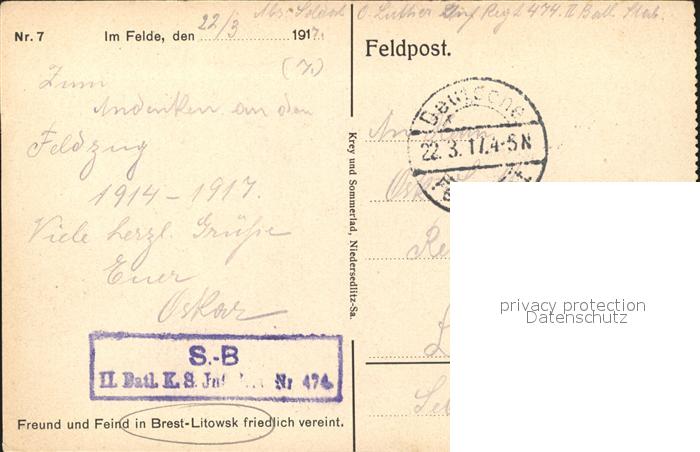 Abs. Soldat O. Luther Inf. Regt 474. II Batl. Stab.
Nr. 7 Im Felde, den 22/3 1917.
(7.)
Zum
Andenken an den
Feldzug
1914-1917.
Viele herzl. Grüße
Euer
Oskar
S.-B
II. Batl. K. S. Inf Nr 474.
Freund und Feind in Brest-Litowsk friedlich vereint.
Krey und Sommerlad, Niedersedlitz-Sa.
Feldpost.
Deutsche
22.3.17.4-5N
privacy protection
Datenschutz